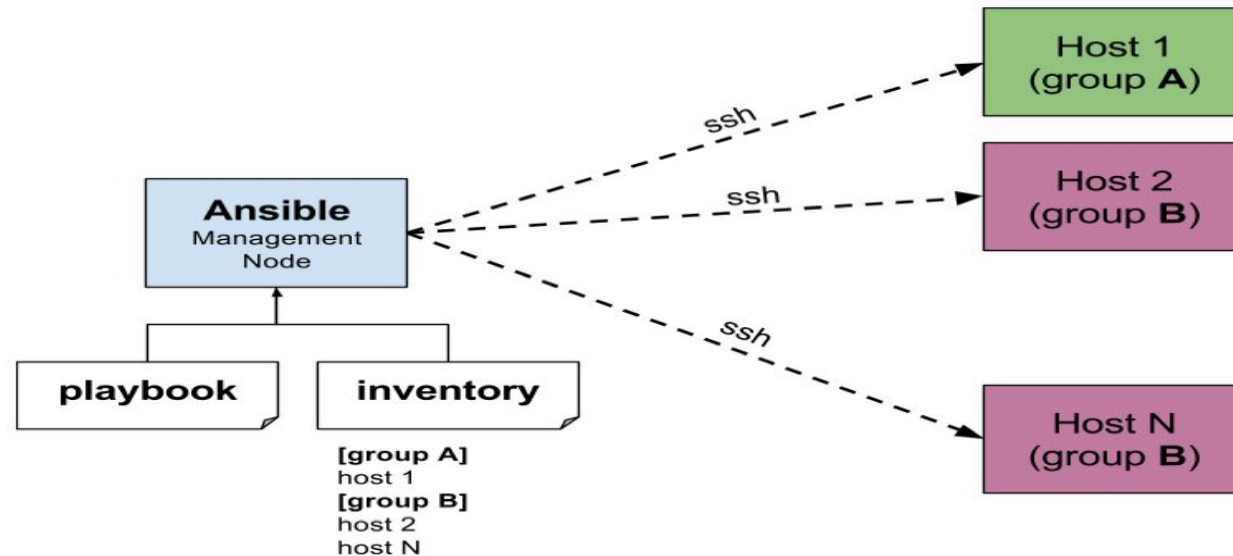 Host 1
(group A)
ssh
Host 2
(group B)
ssh
Ansible
Management
Node
ssh
playbook
inventory
Host N
(group B)
[group A]
host 1
[group B]
host 2
host N